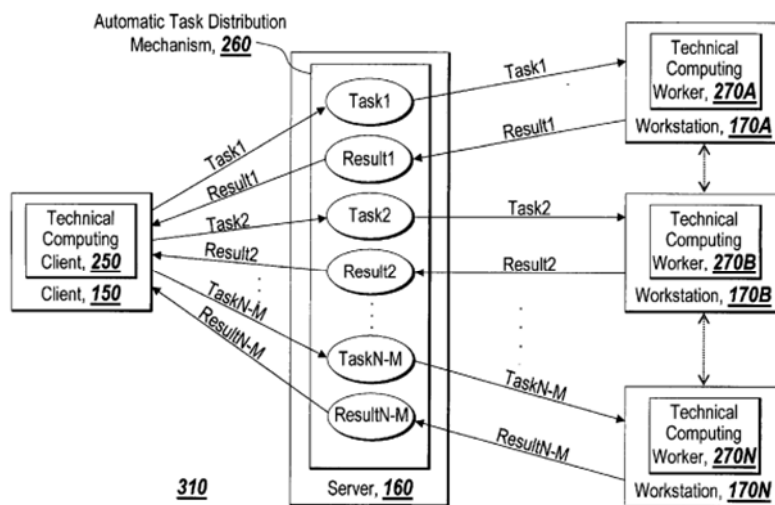 Automatic Task Distribution
Mechanism, 260
Task1
Result1
Task2
Result2
TaskN-M
ResultN-M
Technical
Computing
Client, 250
Client, 150
Task1
Result1
Task2
Result2
TaskN-M
ResultN-M
Server, 160
Task1
Result1
Task2
Result2
TaskN-M
ResultN-M
Technical
Computing
Worker, 270A
Workstation, 170A
Technical
Computing
Worker, 270B
Workstation, 170B
Technical
Computing
Worker, 270N
Workstation, 170N
310